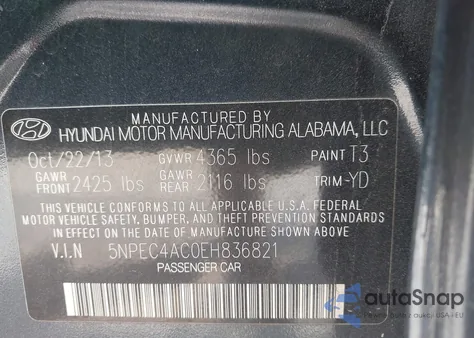 MANUFACTURED BY
HYUNDAI MOTOR MANUFACTURING ALABAMA, LLC
Oct/22/13 GVWR 4365 lbs PAINT T3
GAWR FRONT 2425 lbs GAWR REAR 2116 lbs TRIM-YD
THIS VEHICLE CONFORMS TO ALL APPLICABLE U.S.A. FEDERAL
MOTOR VEHICLE SAFETY, BUMPER, AND THEFT PREVENTION STANDARDS
IN EFFECT ON THE DATE OF MANUFACTURE SHOWN ABOVE.
V.I.N 5NPEC4AC0EH836821
PASSENGER CAR
autaSnap